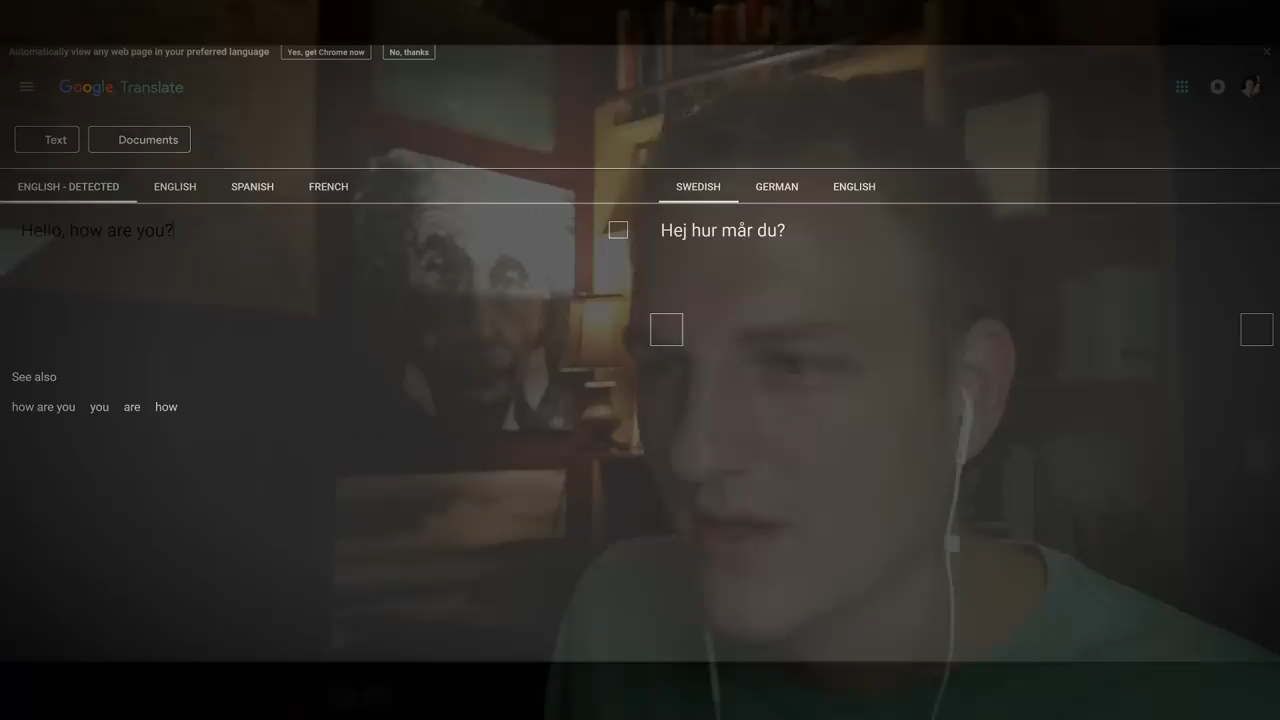 Automatically view any web page in your preferred language Yes, get Chrome now No, thanks
Google Translate
Text Documents
ENGLISH - DETECTED ENGLISH SPANISH FRENCH SWEDISH GERMAN ENGLISH
Hello, how are you? Hej hur mår du?
See also
how are you you are how